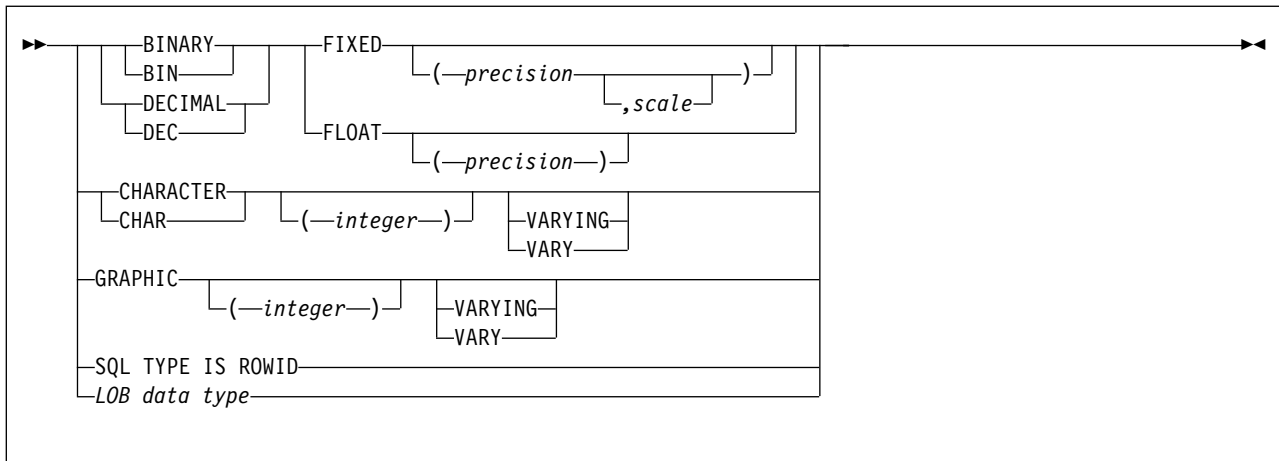 BINARY FIXED
BIN ( precision )
DECIMAL ,scale
DEC FLOAT
( precision )
CHARACTER
CHAR ( integer ) VARYING
VARY
GRAPHIC
( integer ) VARYING
VARY
SQL TYPE IS ROWID
LOB data type